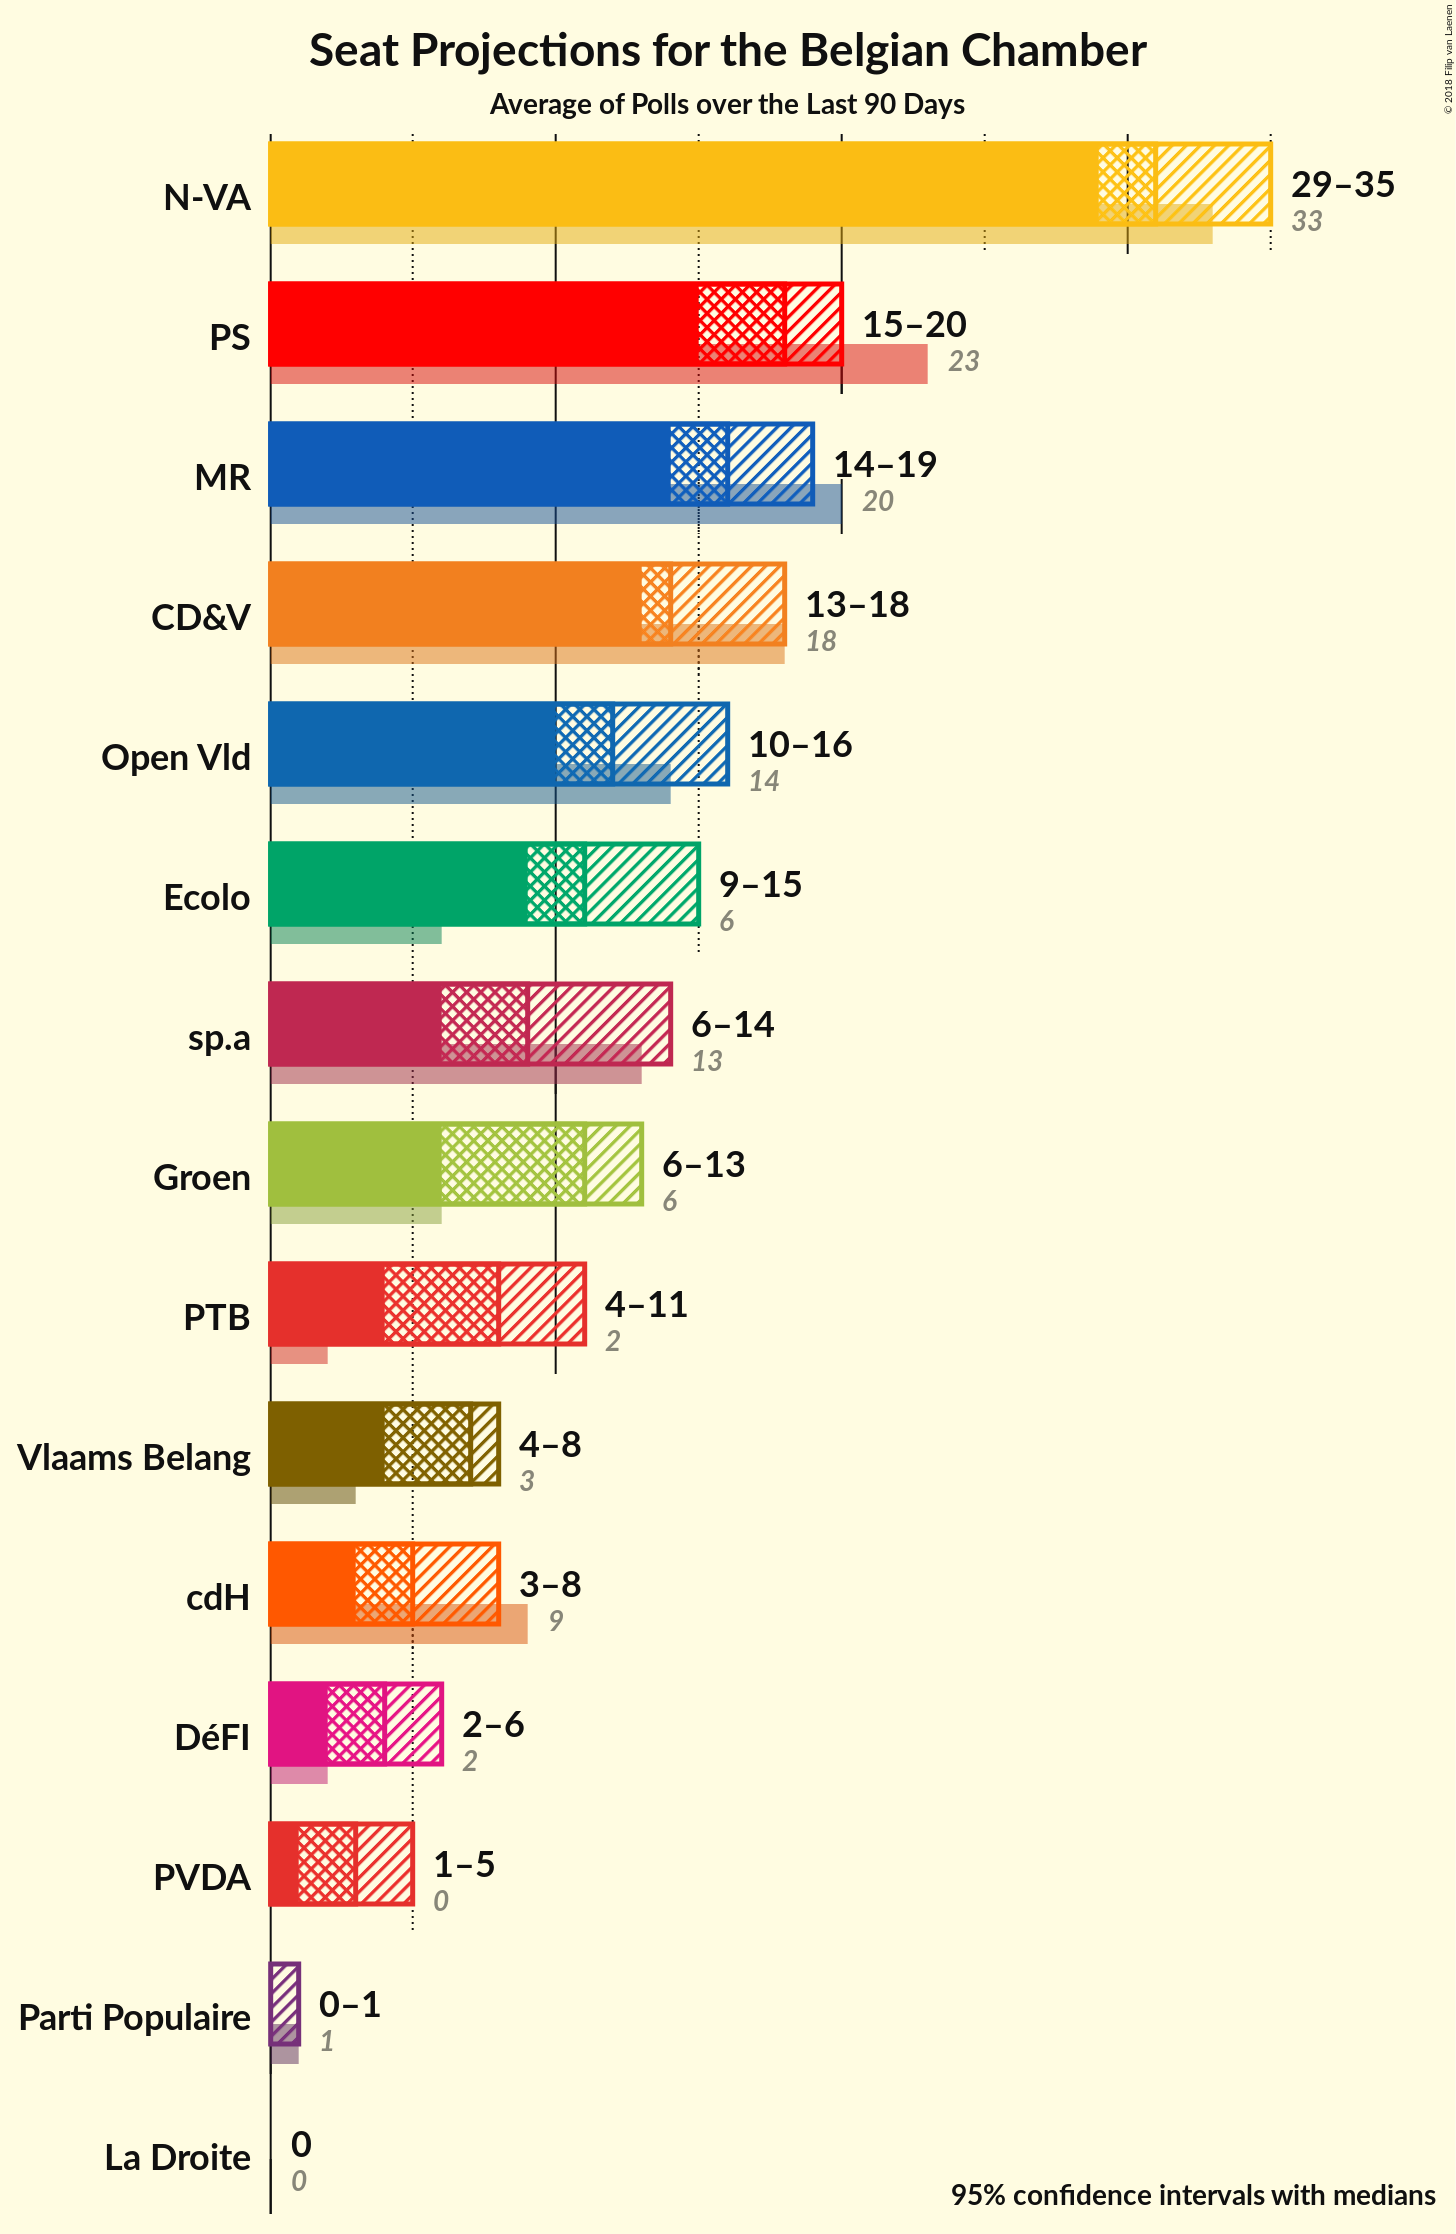 Seat Projections for the Belgian Chamber
Average of Polls over the Last 90 Days
© 2018 Filip van Laenen
N-VA
29–35
33
PS
15–20
23
MR
14–19
20
CD&V
13–18
18
Open Vld
10–16
14
Ecolo
9–15
6
sp.a
6–14
13
Groen
6–13
6
PTB
4–11
2
Vlaams Belang
4–8
3
cdH
3–8
9
DéFI
2–6
2
PVDA
1–5
0
Parti Populaire
0–1
1
La Droite
0
0
95% confidence intervals with medians